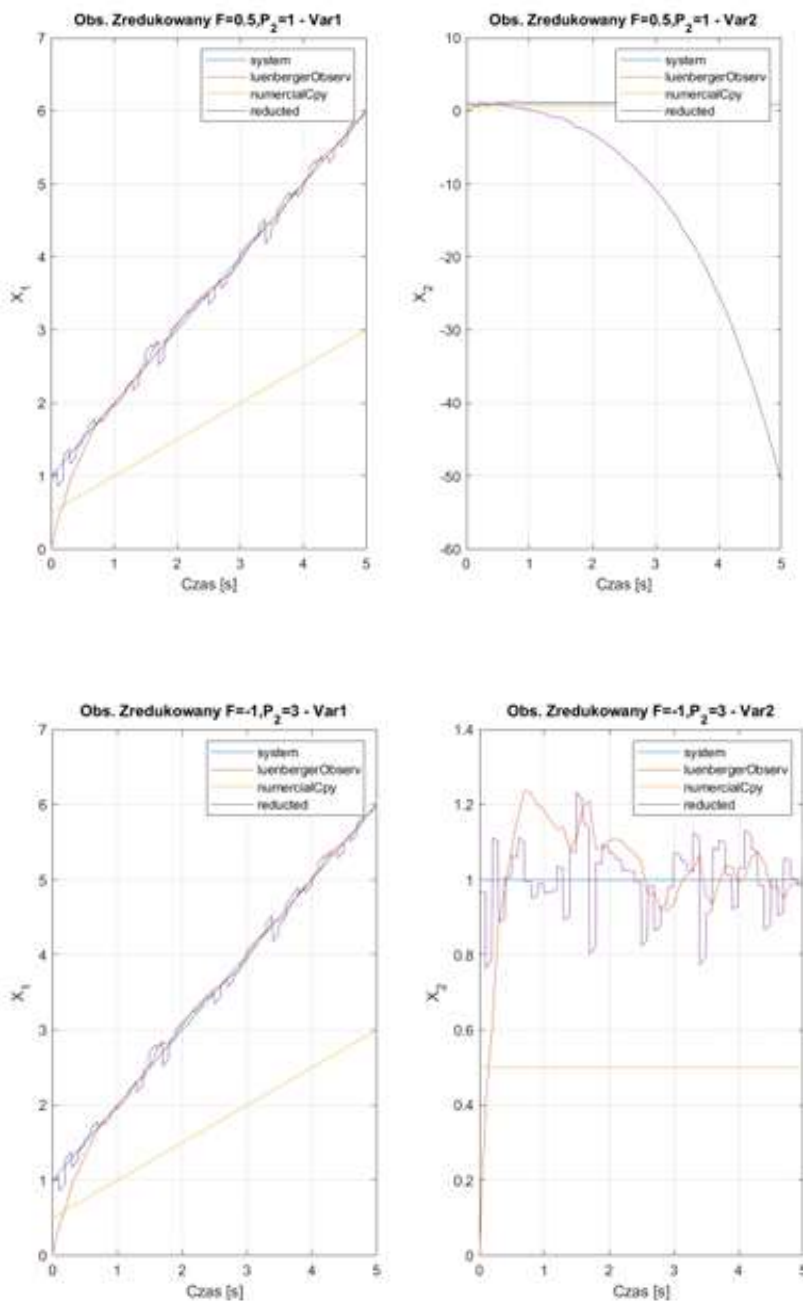 Obs. Zredukowany F=0.5,P2=1 - Var1
7
6
5
4
3
2
1
0
X1
0 1 2 3 4 5
Czas [s]
system
luenbergerObserv
numercialCpy
reducted
Obs. Zredukowany F=0.5,P2=1 - Var2
10
0
-10
-20
-30
-40
-50
-60
X2
0 1 2 3 4 5
Czas [s]
system
luenbergerObserv
numercialCpy
reducted
Obs. Zredukowany F=-1,P2=3 - Var1
7
6
5
4
3
2
1
0
X1
0 1 2 3 4 5
Czas [s]
system
luenbergerObserv
numercialCpy
reducted
Obs. Zredukowany F=-1,P2=3 - Var2
1.4
1.2
1
0.8
0.6
0.4
0.2
0
X2
0 1 2 3 4 5
Czas [s]
system
luenbergerObserv
numercialCpy
reducted